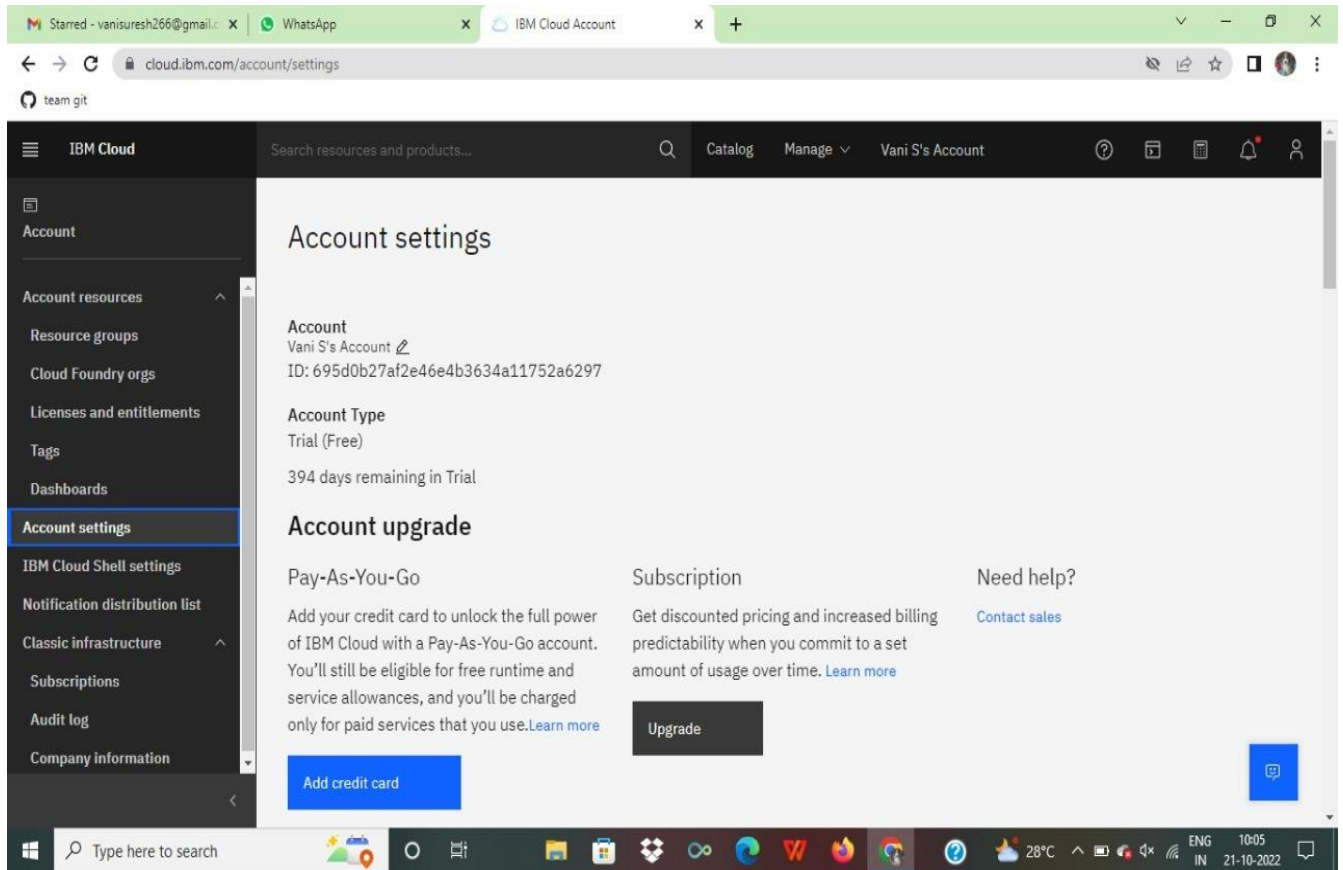 Starred - vanisuresh266@gmail.c
WhatsApp
IBM Cloud Account
cloud.ibm.com/account/settings
team git
IBM Cloud
Search resources and products...
Catalog
Manage
Vani S's Account
Account
Account resources
Resource groups
Cloud Foundry orgs
Licenses and entitlements
Tags
Dashboards
Account settings
IBM Cloud Shell settings
Notification distribution list
Classic infrastructure
Subscriptions
Audit log
Company information
Account settings
Account
Vani S's Account
ID: 695d0b27af2e46e4b3634a11752a6297
Account Type
Trial (Free)
394 days remaining in Trial
Account upgrade
Pay-As-You-Go
Add your credit card to unlock the full power
of IBM Cloud with a Pay-As-You-Go account.
You'll still be eligible for free runtime and
service allowances, and you'll be charged
only for paid services that you use.Learn more
Add credit card
Subscription
Get discounted pricing and increased billing
predictability when you commit to a set
amount of usage over time. Learn more
Upgrade
Need help?
Contact sales
Type here to search
28°C
ENG
IN
10:05
21-10-2022